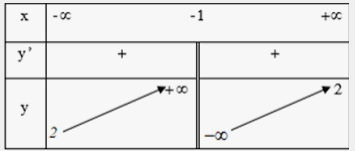 x -∞ -1 +∞
y' + +
y 2 +∞ -∞ 2